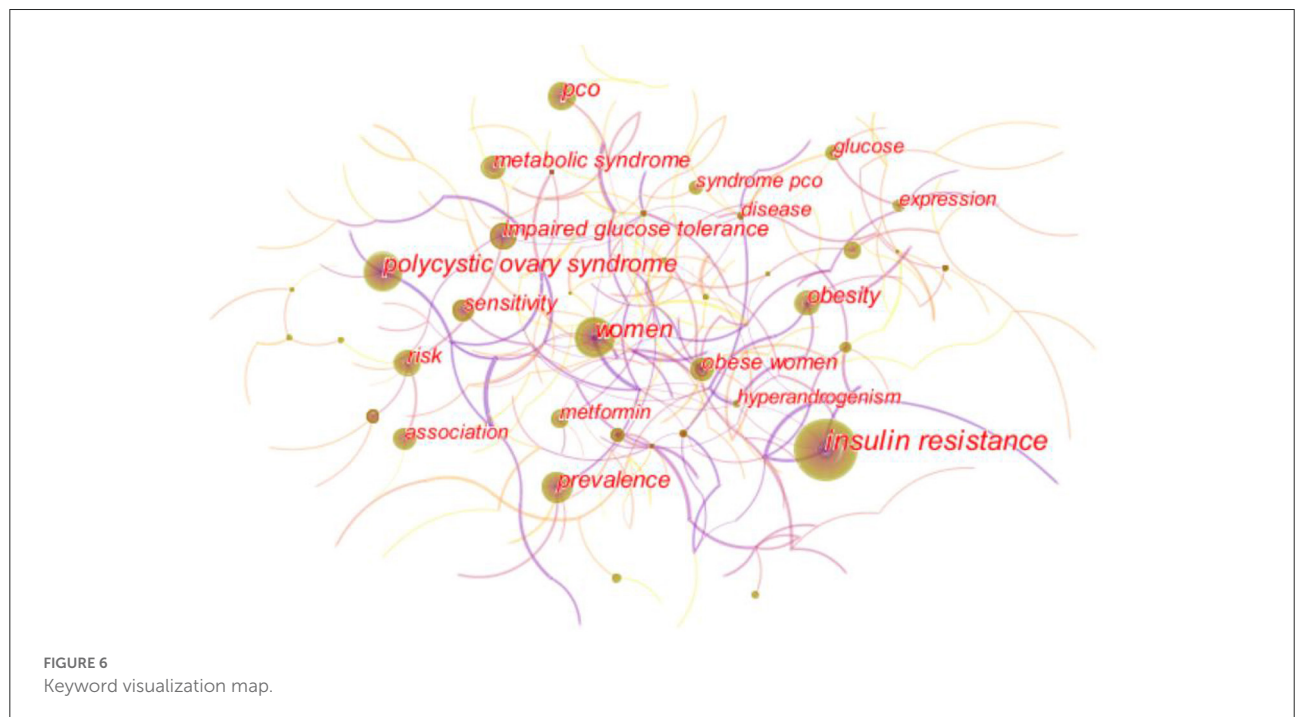 pco
glucose
metabolic syndrome
syndrome pco
expression
disease
impaired glucose tolerance
polycystic ovary syndrome
obesity
sensitivity
women
risk
obese women
hyperandrogenism
metformin
association
insulin resistance
prevalence
FIGURE 6
Keyword visualization map.